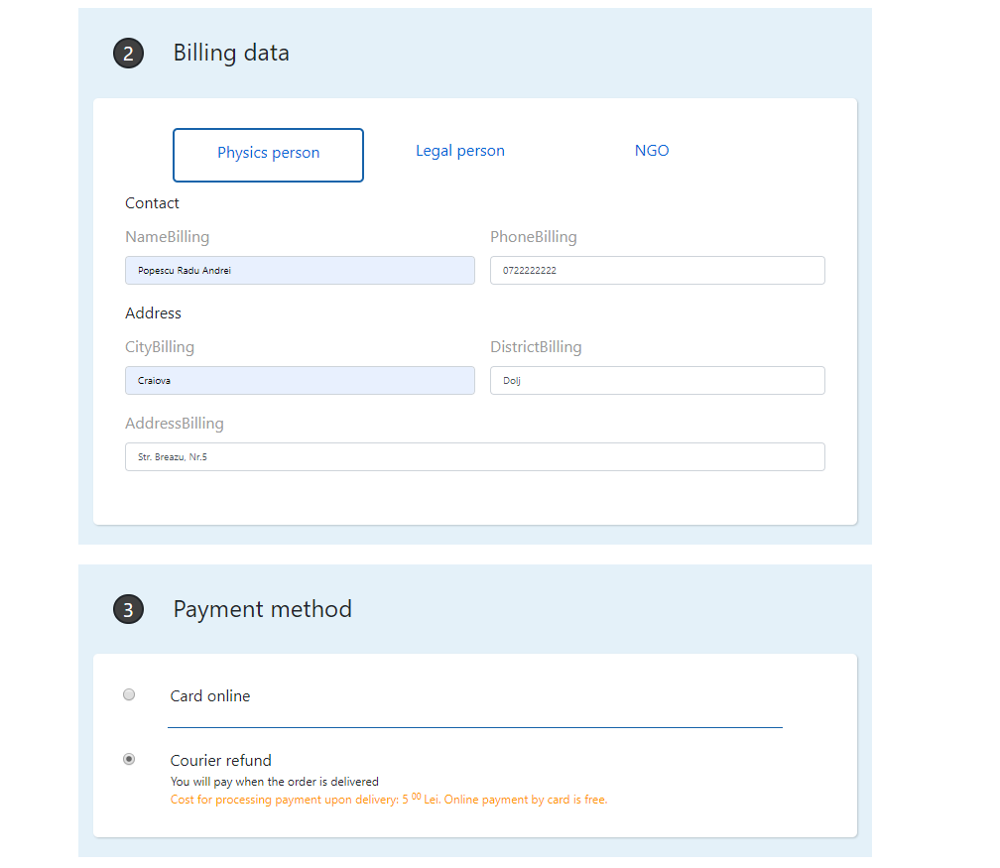 2 Billing data
Physics person Legal person NGO
Contact
NameBilling PhoneBilling
Popescu Radu Andrei 0722222222
Address
CityBilling DistrictBilling
Craiova Dolj
AddressBilling
Str. Breazu, Nr.5
3 Payment method
Card online
Courier refund
You will pay when the order is delivered
Cost for processing payment upon delivery: 5 00 Lei. Online payment by card is free.